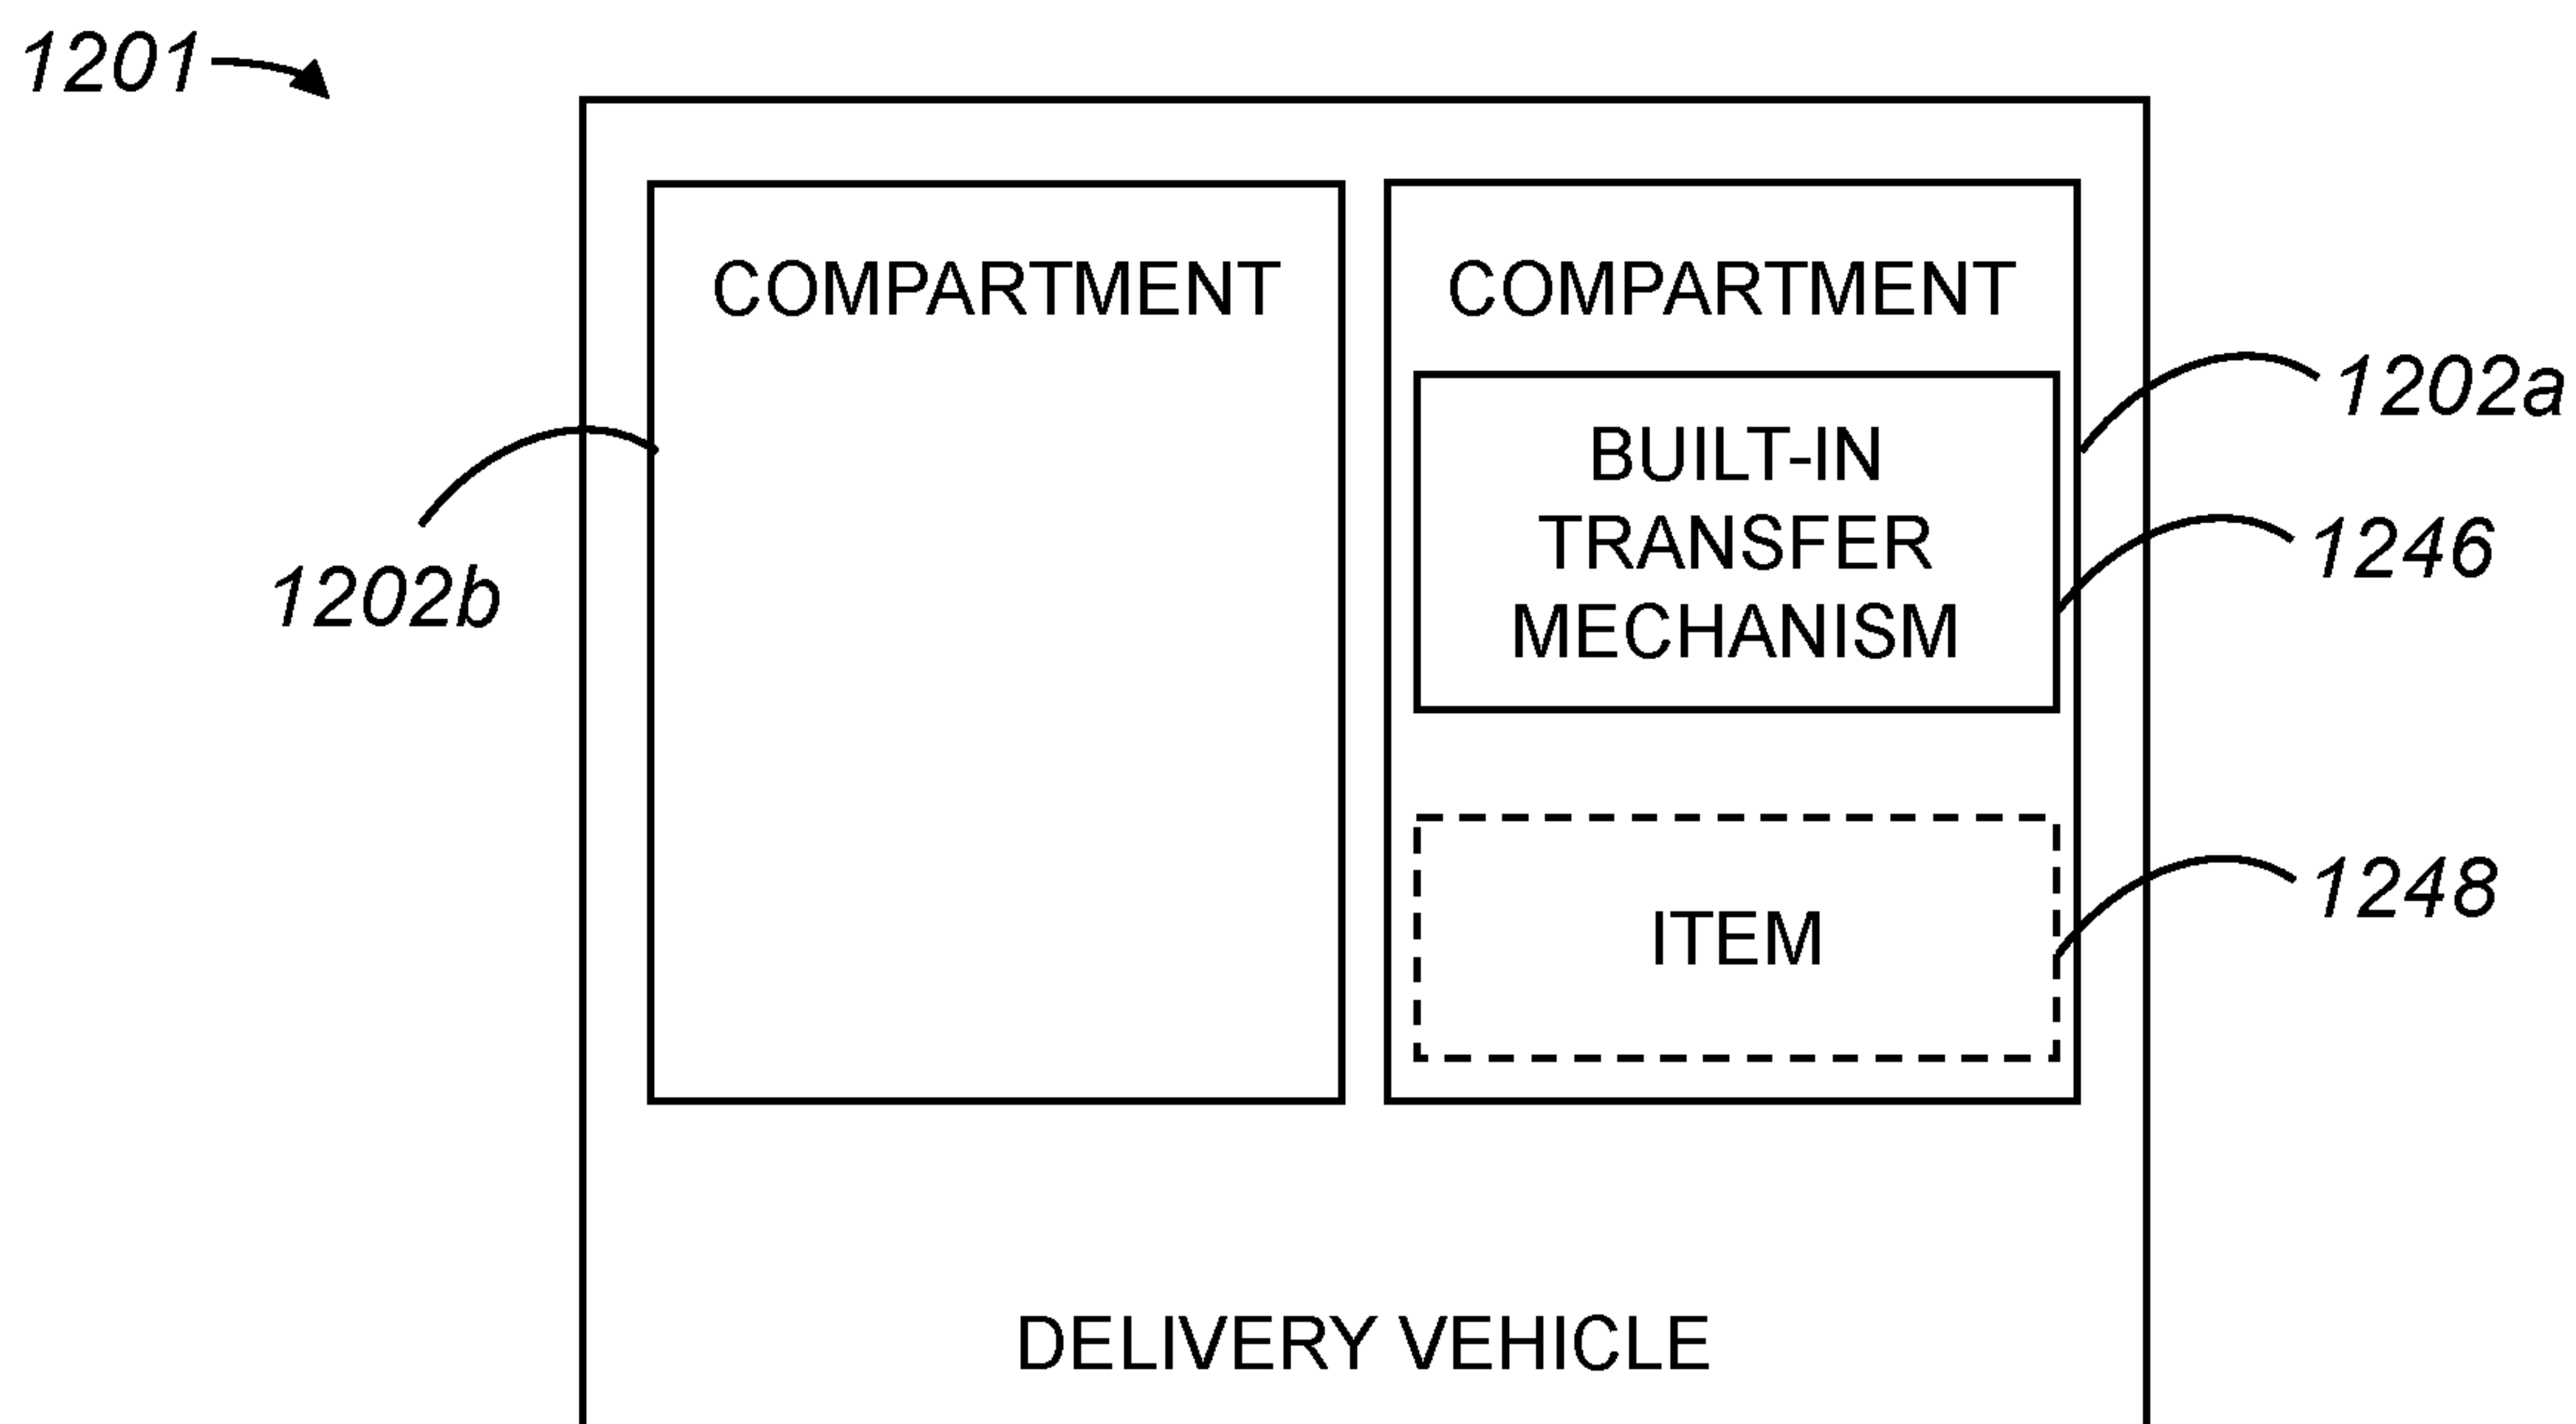 1201
COMPARTMENT
COMPARTMENT
1202a
BUILT-IN
TRANSFER
MECHANISM
1246
1202b
ITEM
1248
DELIVERY VEHICLE